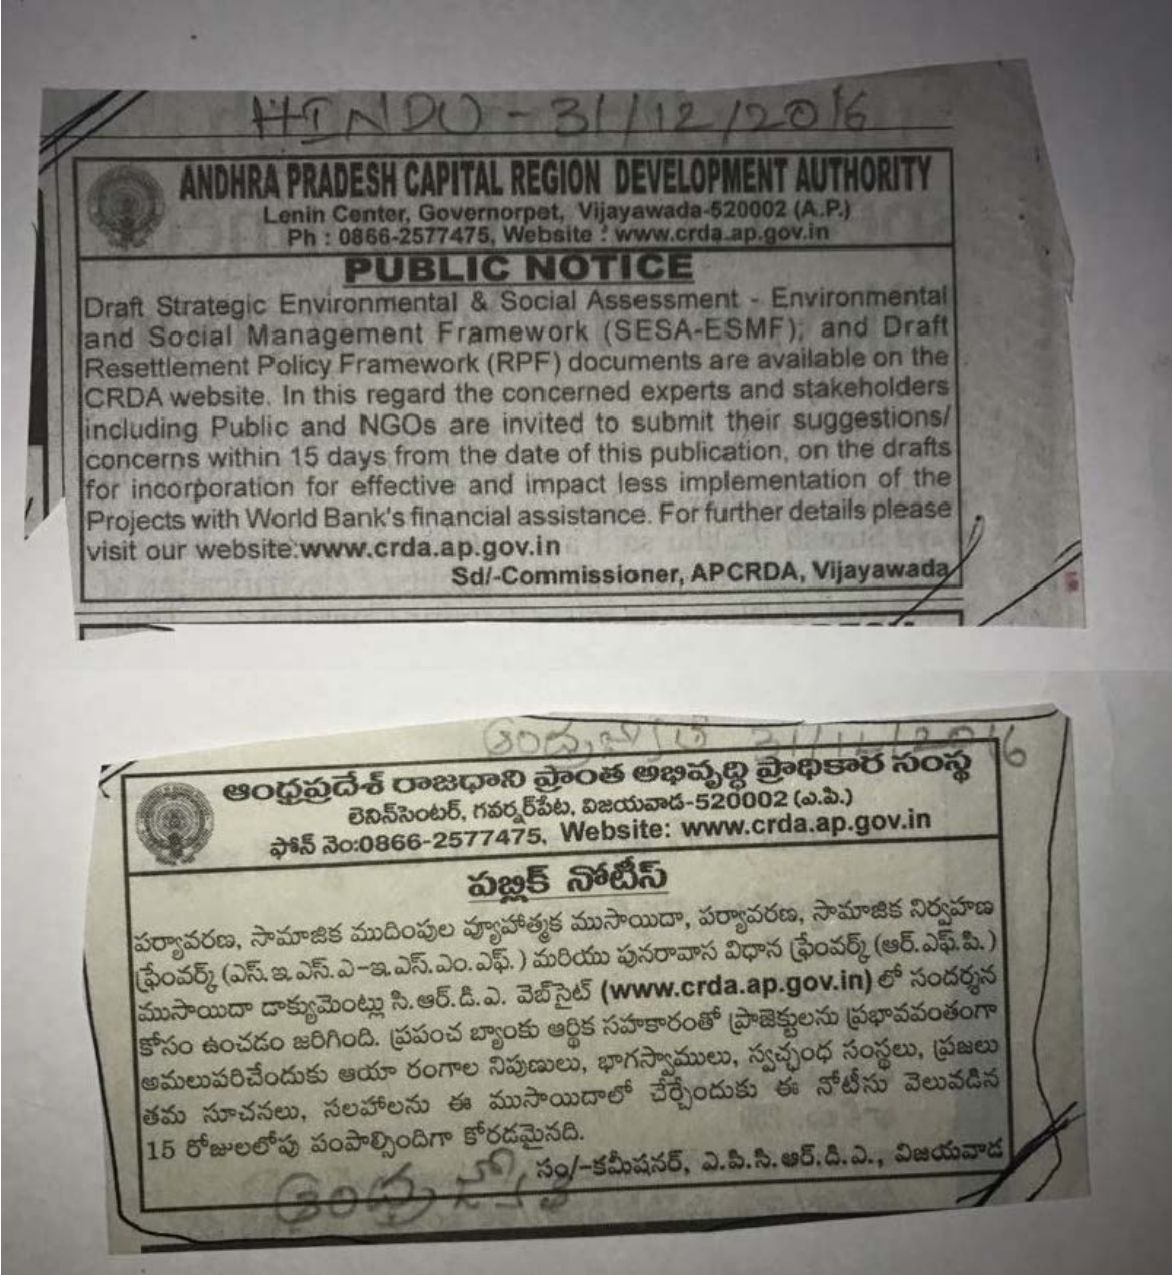 HINDU - 31/12/2016
ANDHRA PRADESH CAPITAL REGION DEVELOPMENT AUTHORITY
Lenin Center, Governorpet, Vijayawada-520002 (A.P.)
Ph : 0866-2577475, Website : www.crda.ap.gov.in
PUBLIC NOTICE
Draft Strategic Environmental & Social Assessment - Environmental
and Social Management Framework (SESA-ESMF); and Draft
Resettlement Policy Framework (RPF) documents are available on the
CRDA website. In this regard the concerned experts and stakeholders
including Public and NGOs are invited to submit their suggestions/
concerns within 15 days from the date of this publication, on the drafts
for incorporation for effective and impact less implementation of the
Projects with World Bank's financial assistance. For further details please
visit our website:www.crda.ap.gov.in
Sd/-Commissioner, APCRDA, Vijayawada
ఆంధ్రజ్యోతి 31/12/2016
ఆంధ్రప్రదేశ్ రాజధాని ప్రాంత అభివృద్ధి ప్రాధికార సంస్థ
లెనిన్‌సెంటర్, గవర్నర్‌పేట, విజయవాడ-520002 (ఎ.పి.)
ఫోన్ నెం:0866-2577475, Website: www.crda.ap.gov.in
పబ్లిక్ నోటీస్
పర్యావరణ, సామాజిక ముదింపుల వ్యూహాత్మక ముసాయిదా, పర్యావరణ, సామాజిక నిర్వహణ
ఫ్రేంవర్క్ (ఎస్.ఇ.ఎస్.ఎ-ఇ.ఎస్.ఎం.ఎఫ్.) మరియు పునరావాస విధాన ఫ్రేంవర్క్ (ఆర్.ఎఫ్.పి.)
ముసాయిదా డాక్యుమెంట్లు సి.ఆర్.డి.ఎ. వెబ్‌సైట్ (www.crda.ap.gov.in) లో సందర్శన
కోసం ఉంచడం జరిగింది. ప్రపంచ బ్యాంకు ఆర్థిక సహకారంతో ప్రాజెక్టులను ప్రభావవంతంగా
అమలుపరిచేందుకు ఆయా రంగాల నిపుణులు, భాగస్వాములు, స్వచ్ఛంధ సంస్థలు, ప్రజలు
తమ సూచనలు, సలహాలను ఈ ముసాయిదాలో చేర్చేందుకు ఈ నోటీసు వెలువడిన
15 రోజులలోపు పంపాల్సిందిగా కోరడమైనది.
సం/-కమీషనర్, ఎ.పి.సి.ఆర్.డి.ఎ., విజయవాడ
ఆంధ్రజ్యోతి